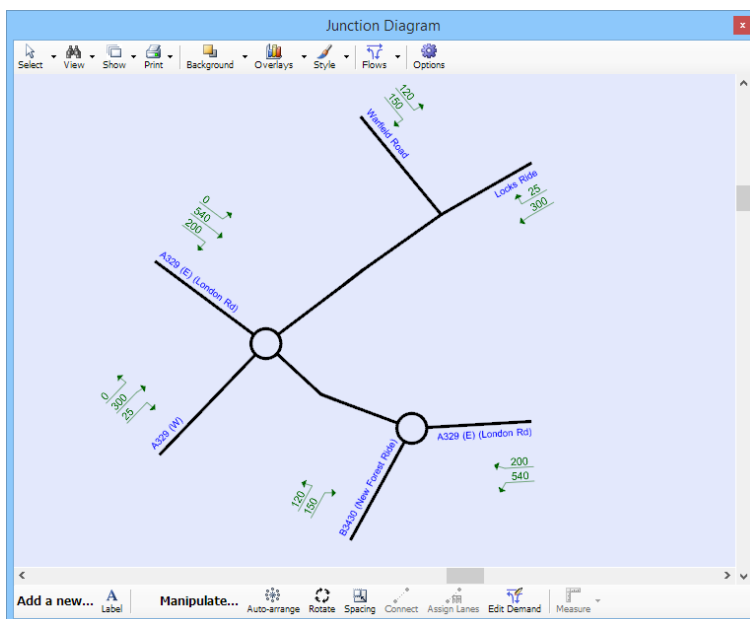 Junction Diagram
x
Select View Show Print Background Overlays Style Flows Options
120
150
Warfield Road
Locks Ride
25
300
0
540
200
A329 (E) (London Rd)
0
300
25
A329 (W)
A329 (E) (London Rd)
200
540
B3430 (New Forest Ride)
120
150
Add a new... Label Manipulate... Auto-arrange Rotate Spacing Connect Assign Lanes Edit Demand Measure